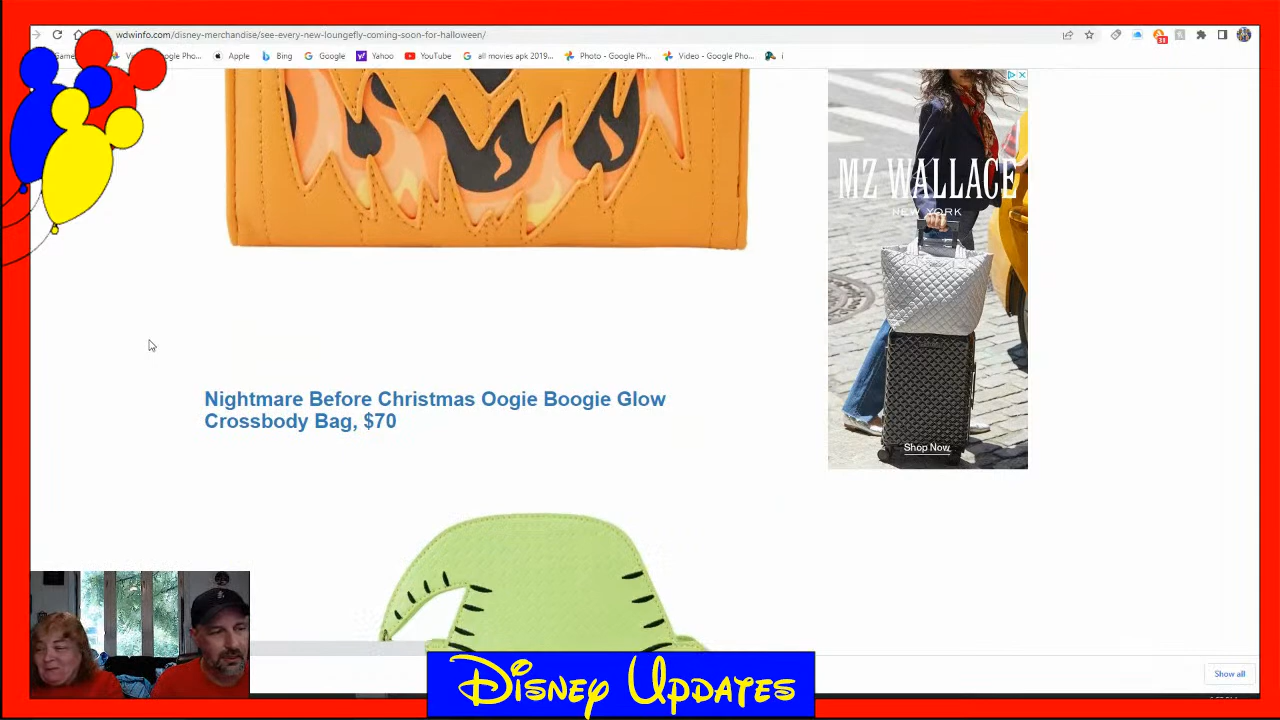 wdwinfo.com/disney-merchandise/see-every-new-loungefly-coming-soon-for-halloween/
Apple
Bing
Google
Yahoo
YouTube
all movies apk 2019...
Photo - Google Ph...
Video - Google Pho...
MZ WALLACE
NEW YORK
Shop Now
Nightmare Before Christmas Oogie Boogie Glow
Crossbody Bag, $70
Show all
DISNEY UPDATES